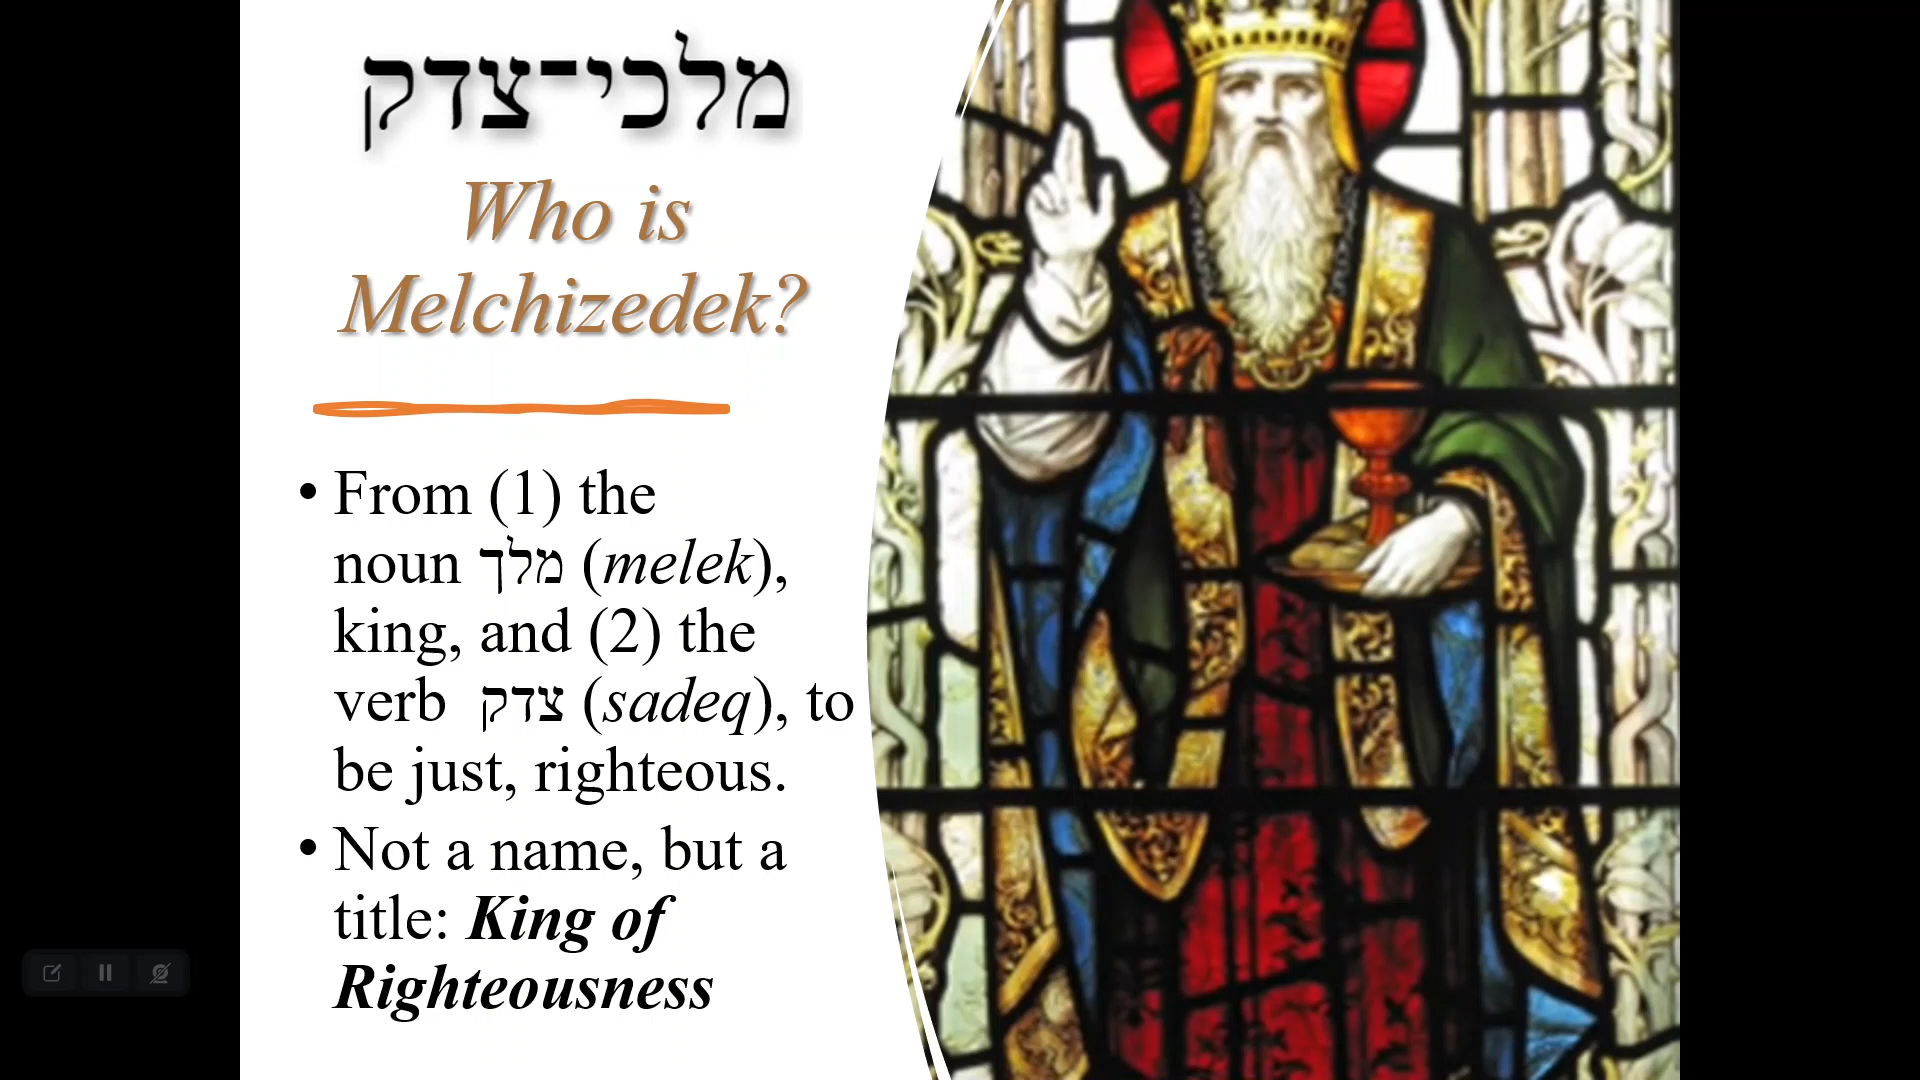 מלכי־צדק
Who is
Melchizedek?
• From (1) the
noun מלך (melek),
king, and (2) the
verb צדק (sadeq), to
be just, righteous.
• Not a name, but a
title: King of
Righteousness